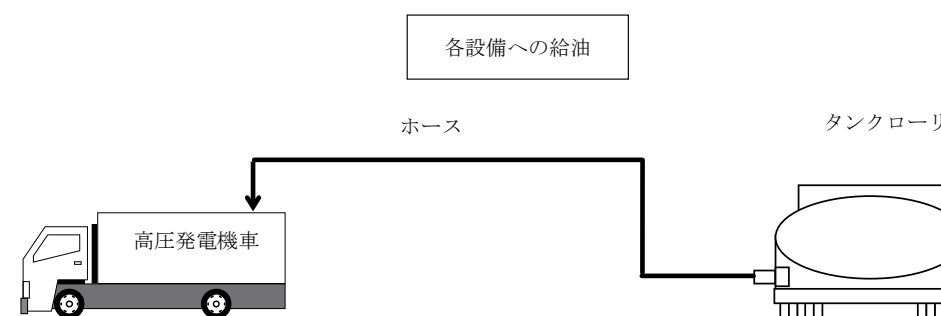 各設備への給油
ホース
タンクローリ
高圧発電機車